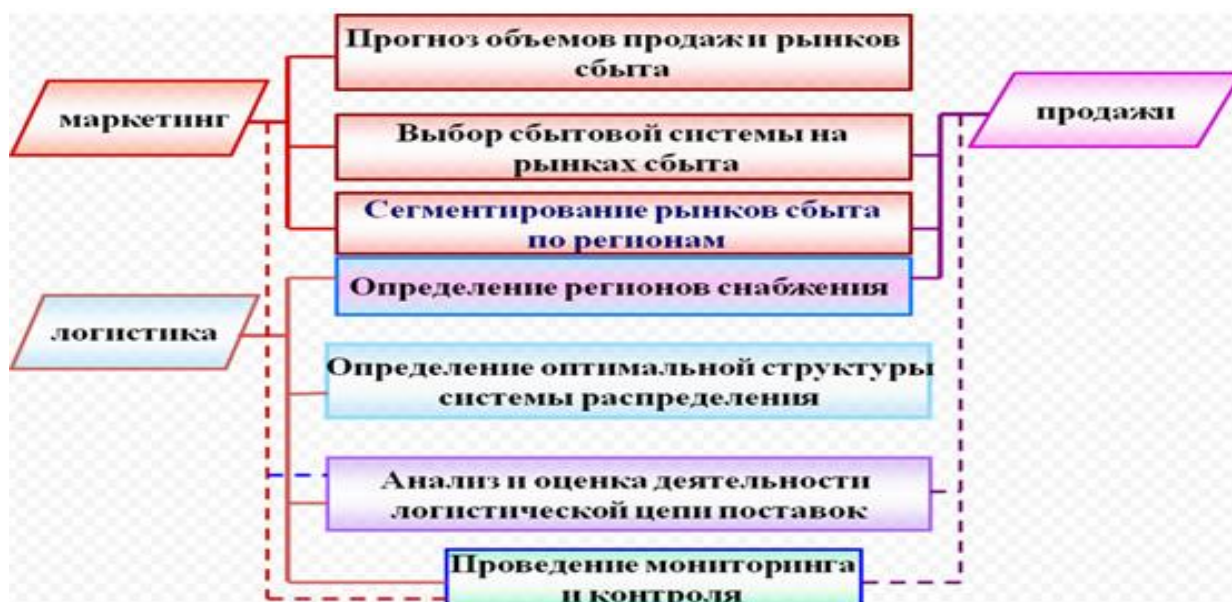 Прогноз объемов продаж и рынков
сбыта
маркетинг
продажи
Выбор сбытовой системы на
рынках сбыта
Сегментирование рынков сбыта
по регионам
Определение регионов снабжения
логистика
Определение оптимальной структуры
системы распределения
Анализ и оценка деятельности
логистической цепи поставок
Проведение мониторинга
и контроля